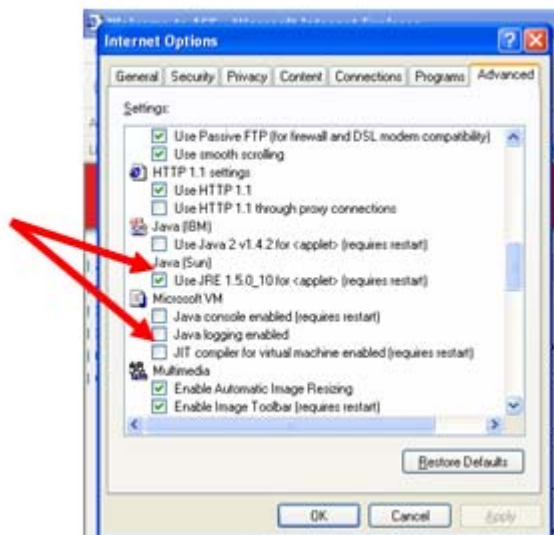 Internet Options
General Security Privacy Content Connections Programs Advanced
Settings:
Use Passive FTP (for firewall and DSL modem compatibility)
Use smooth scrolling
HTTP 1.1 settings
Use HTTP 1.1
Use HTTP 1.1 through proxy connections
Java (IBM)
Use Java 2 v1.4.2 for <applet> (requires restart)
Java (Sun)
Use JRE 1.5.0_10 for <applet> (requires restart)
Microsoft VM
Java console enabled (requires restart)
Java logging enabled
JIT compiler for virtual machine enabled (requires restart)
Multimedia
Enable Automatic Image Resizing
Enable Image Toolbar (requires restart)
Restore Defaults
OK Cancel Apply